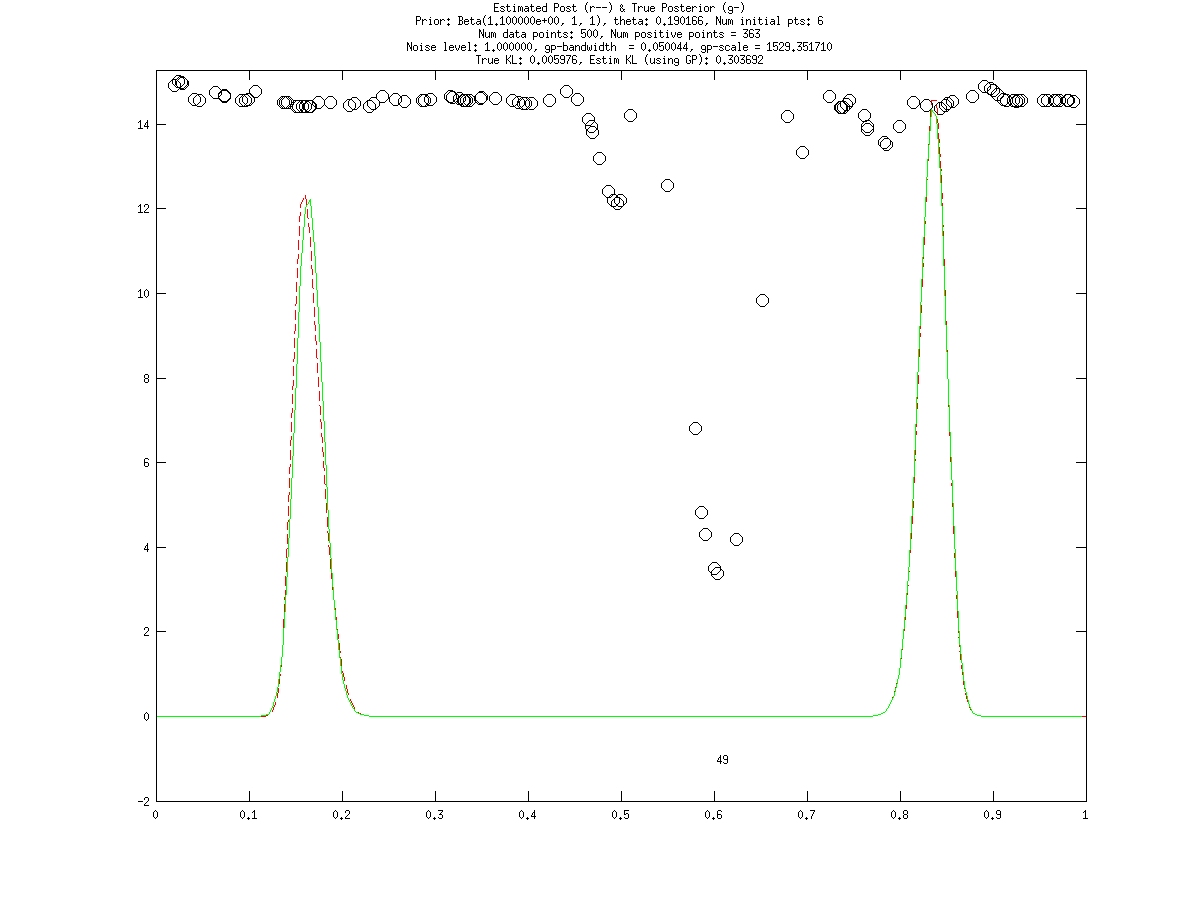 Estimated Post (r--) & True Posterior (g-)
Prior: Beta(1.100000e+00, 1, 1), theta: 0.190166, Num initial pts: 6
Num data points: 500, Num positive points = 363
Noise level: 1.000000, gp-bandwidth  = 0.050044, gp-scale = 1529.351710
True KL: 0.005976, Estim KL (using GP): 0.303692
14
12
10
8
6
4
2
0
49
-2
0 0.1 0.2 0.3 0.4 0.5 0.6 0.7 0.8 0.9 1